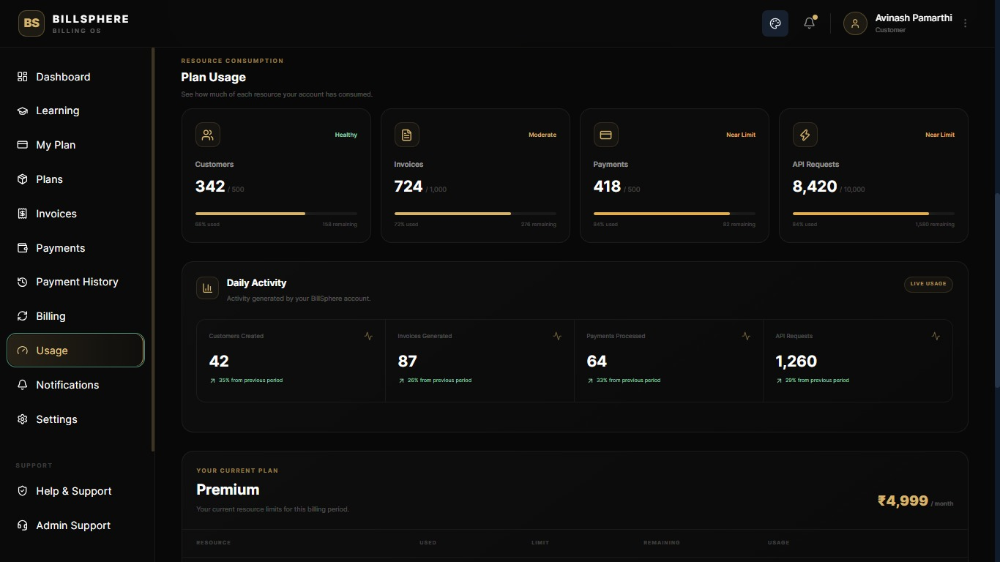 BS
BILLSPHERE
BILLING OS
Avinash Pamarthi
Customer
Dashboard
Learning
My Plan
Plans
Invoices
Payments
Payment History
Billing
Usage
Notifications
Settings
SUPPORT
Help & Support
Admin Support
RESOURCE CONSUMPTION
Plan Usage
See how much of each resource your account has consumed.
Healthy
Customers
342 / 500
68% used 158 remaining
Moderate
Invoices
724 / 1,000
72% used 276 remaining
Near Limit
Payments
418 / 500
84% used 82 remaining
Near Limit
API Requests
8,420 / 10,000
84% used 1,580 remaining
Daily Activity
Activity generated by your BillSphere account.
LIVE USAGE
Customers Created
42
35% from previous period
Invoices Generated
87
26% from previous period
Payments Processed
64
33% from previous period
API Requests
1,260
29% from previous period
YOUR CURRENT PLAN
Premium
Your current resource limits for this billing period.
₹4,999 / month
RESOURCE USED LIMIT REMAINING USAGE